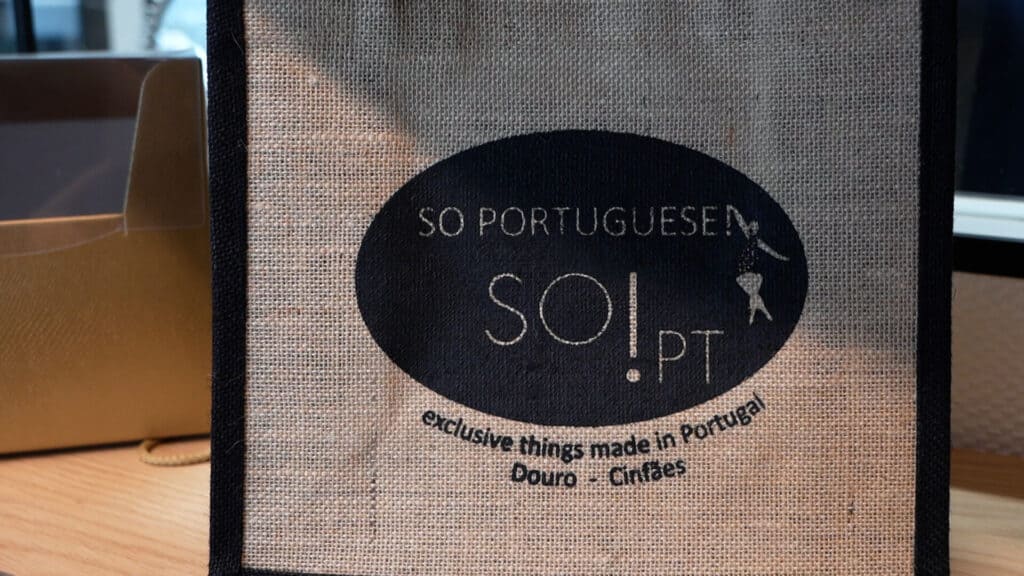 SO PORTUGUESE!
SO!PT
exclusive things made in Portugal
Douro - Cinfães